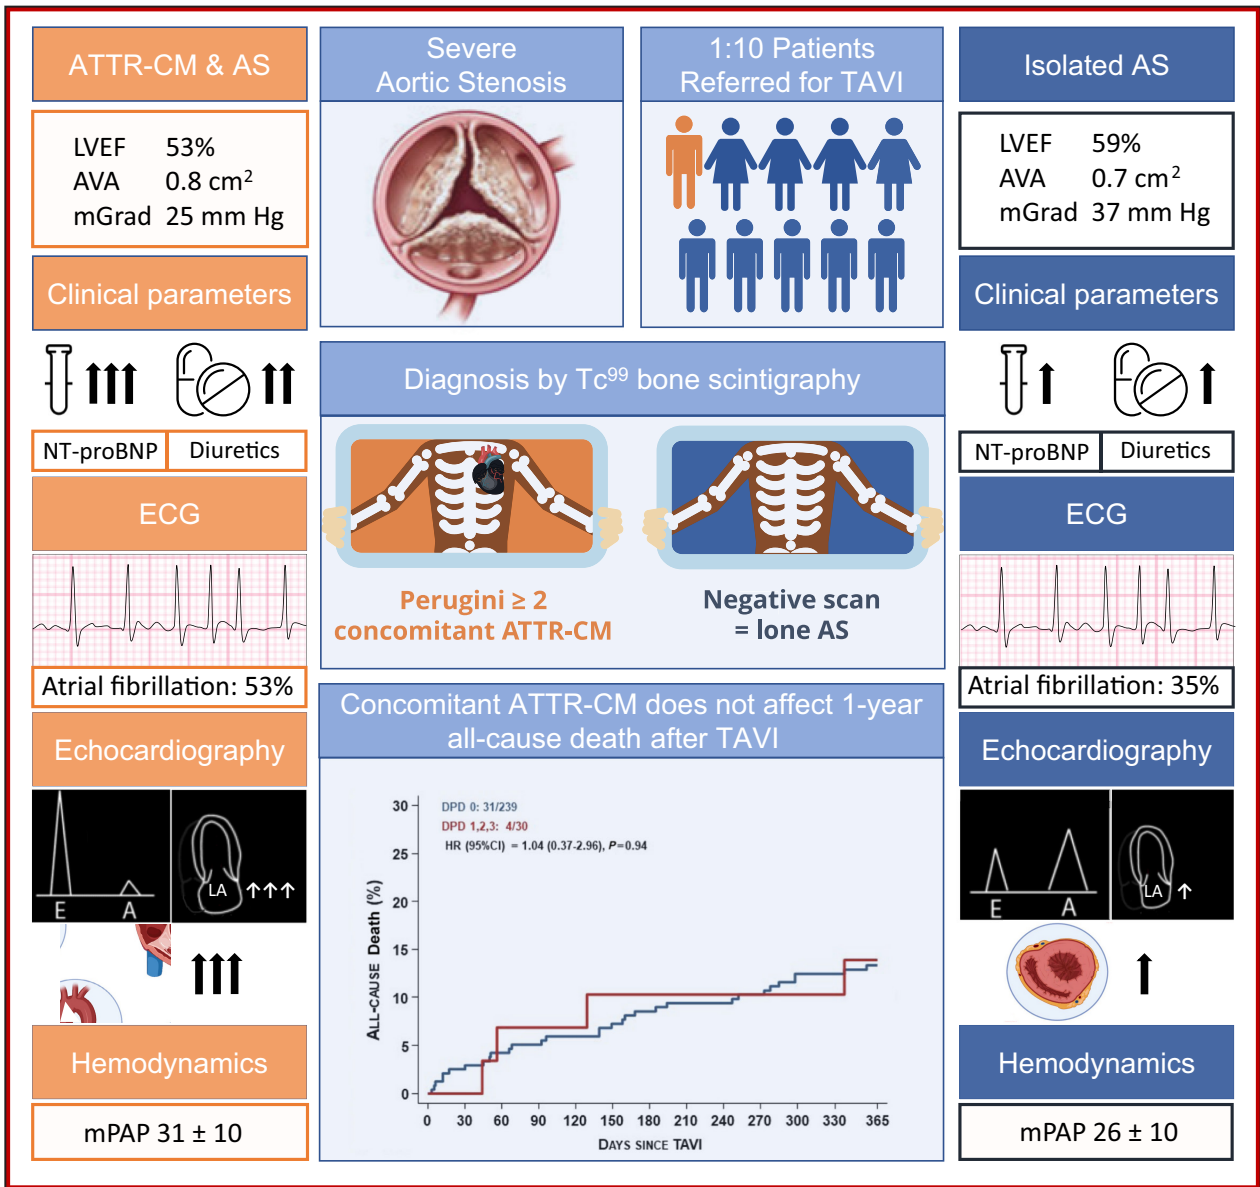 ATTR-CM & AS
LVEF 53%
AVA 0.8 cm²
mGrad 25 mm Hg
Clinical parameters
NT-proBNP
Diuretics
ECG
Atrial fibrillation: 53%
Echocardiography
E
A
LA
Hemodynamics
mPAP 31 ± 10
Severe
Aortic Stenosis
1:10 Patients
Referred for TAVI
Diagnosis by Tc⁹⁹ bone scintigraphy
Perugini ≥ 2
concomitant ATTR-CM
Negative scan
= lone AS
Concomitant ATTR-CM does not affect 1-year
all-cause death after TAVI
DPD 0: 31/239
DPD 1,2,3: 4/30
HR (95%CI) = 1.04 (0.37-2.96), P=0.94
ALL-CAUSE Death (%)
30
25
20
15
10
5
0
0 30 60 90 120 150 180 210 240 270 300 330 365
DAYS SINCE TAVI
Isolated AS
LVEF 59%
AVA 0.7 cm²
mGrad 37 mm Hg
Clinical parameters
NT-proBNP
Diuretics
ECG
Atrial fibrillation: 35%
Echocardiography
E
A
LA
Hemodynamics
mPAP 26 ± 10